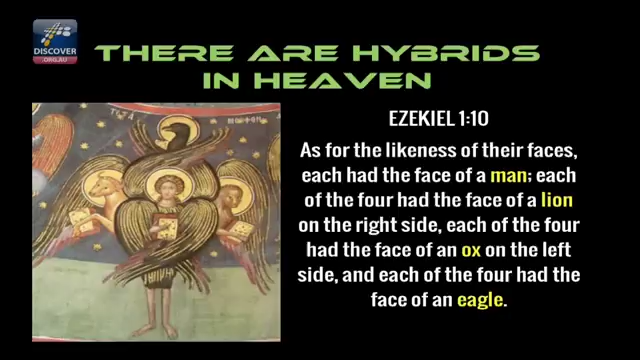 DISCOVER
.ORG.AU
THERE ARE HYBRIDS
IN HEAVEN
EZEKIEL 1:10
As for the likeness of their faces,
each had the face of a man; each
of the four had the face of a lion
on the right side, each of the four
had the face of an ox on the left
side, and each of the four had the
face of an eagle.